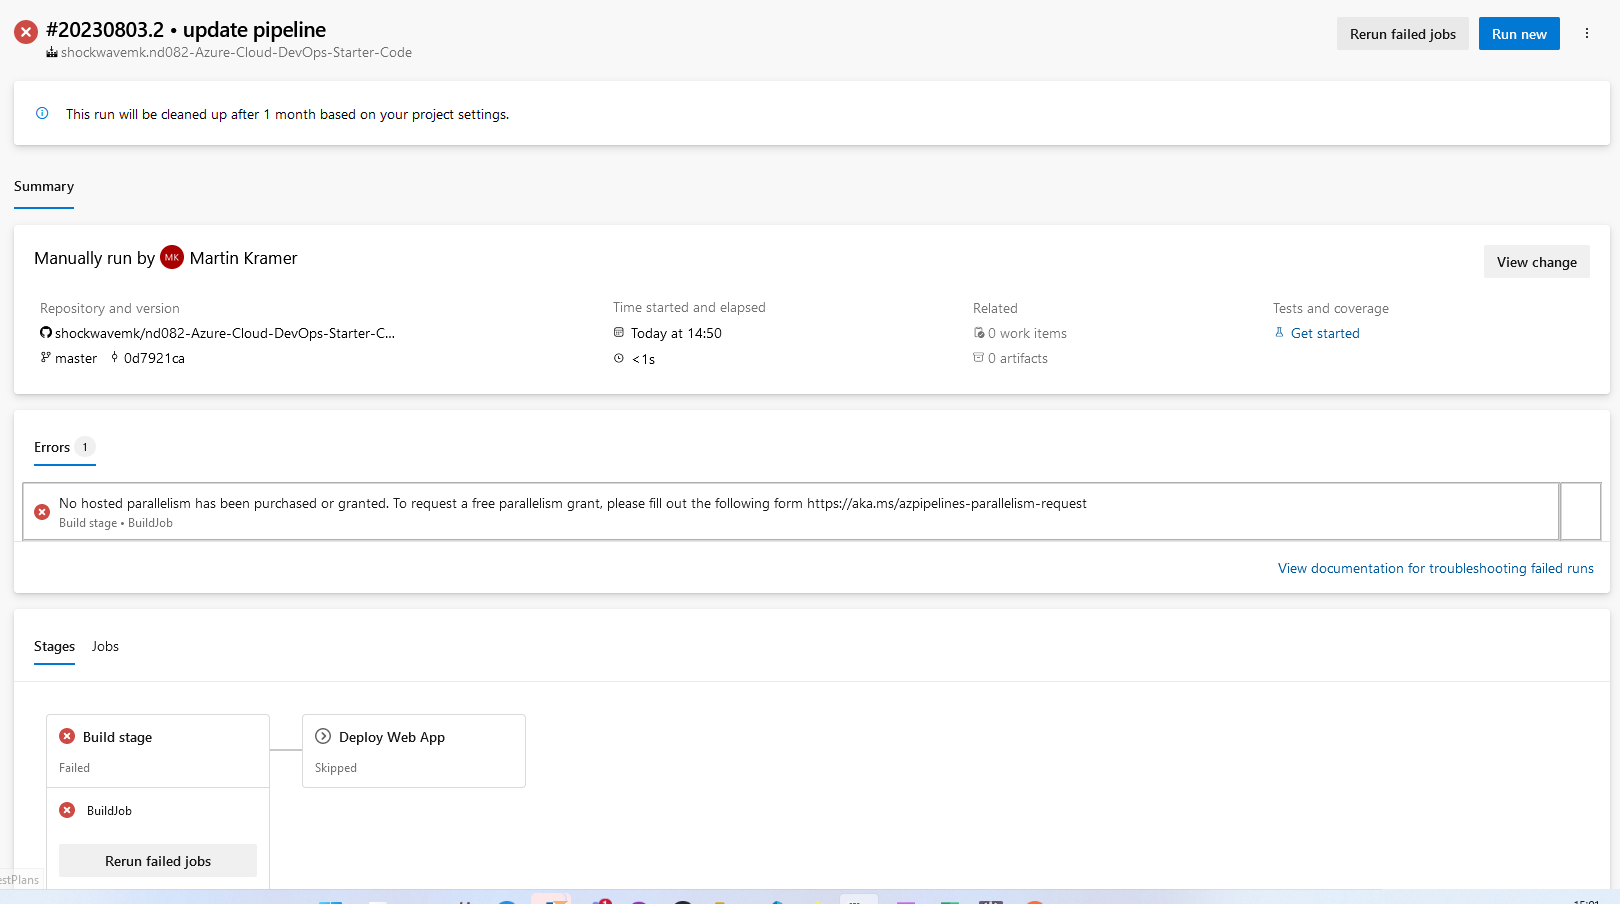 #20230803.2 • update pipeline
shockwavemk.nd082-Azure-Cloud-DevOps-Starter-Code
Rerun failed jobs
Run new
This run will be cleaned up after 1 month based on your project settings.
Summary
Manually run by MK Martin Kramer
View change
Repository and version
shockwavemk/nd082-Azure-Cloud-DevOps-Starter-C...
master 0d7921ca
Time started and elapsed
Today at 14:50
<1s
Related
0 work items
0 artifacts
Tests and coverage
Get started
Errors 1
No hosted parallelism has been purchased or granted. To request a free parallelism grant, please fill out the following form https://aka.ms/azpipelines-parallelism-request
Build stage • BuildJob
View documentation for troubleshooting failed runs
Stages Jobs
Build stage
Failed
Deploy Web App
Skipped
BuildJob
Rerun failed jobs
estPlans